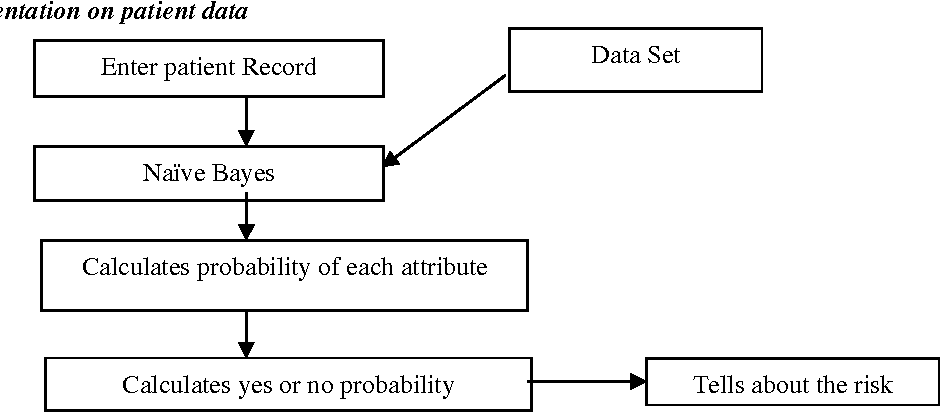 entation on patient data
Enter patient Record
Data Set
Naïve Bayes
Calculates probability of each attribute
Calculates yes or no probability
Tells about the risk